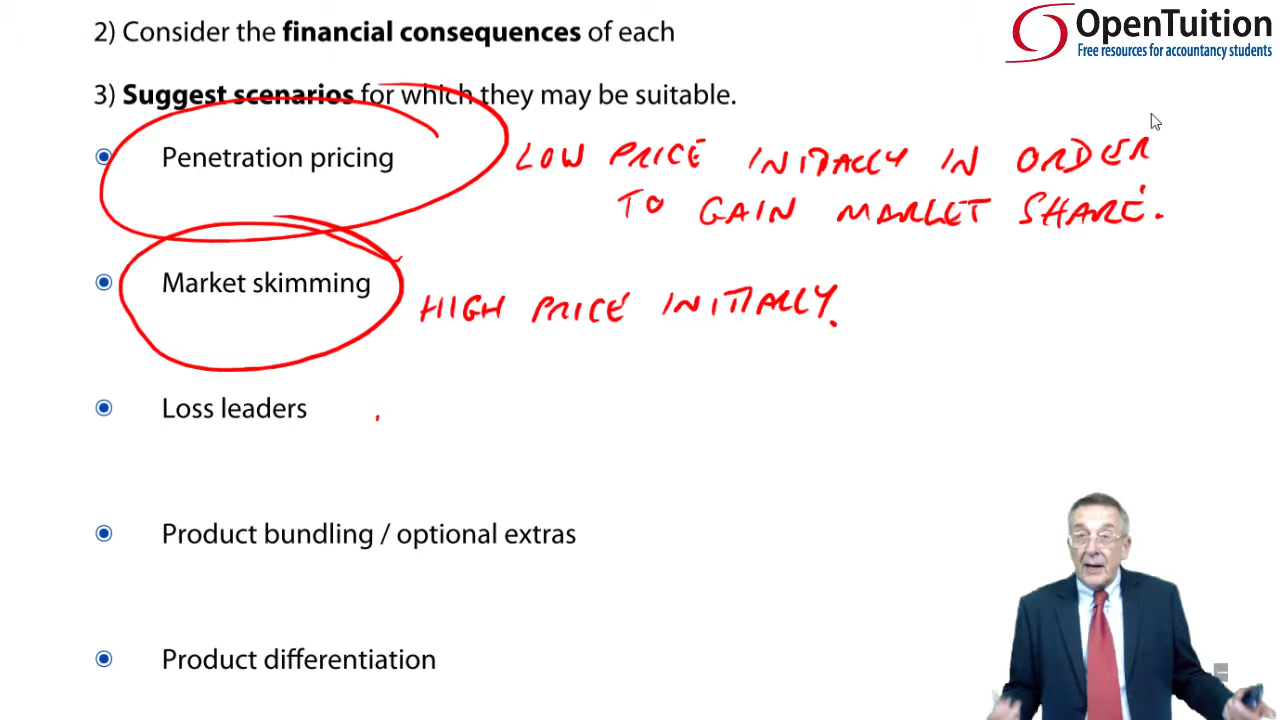 OpenTuition
Free resources for accountancy students
2) Consider the financial consequences of each
3) Suggest scenarios for which they may be suitable.
Penetration pricing
LOW PRICE INITIALLY IN ORDER
TO GAIN MARKET SHARE.
Market skimming
HIGH PRICE INITIALLY.
Loss leaders
Product bundling / optional extras
Product differentiation